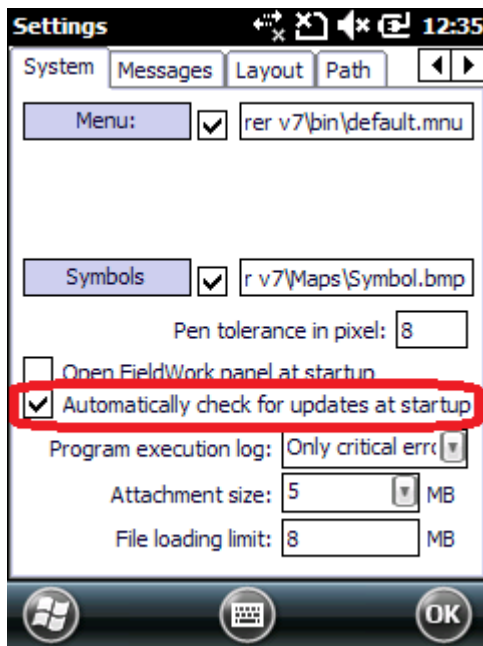 Settings 12:35
System Messages Layout Path
Menu: rer v7\bin\default.mnu
Symbols r v7\Maps\Symbol.bmp
Pen tolerance in pixel: 8
Open FieldWork panel at startup
Automatically check for updates at startup
Program execution log: Only critical erro
Attachment size: 5 MB
File loading limit: 8 MB
OK